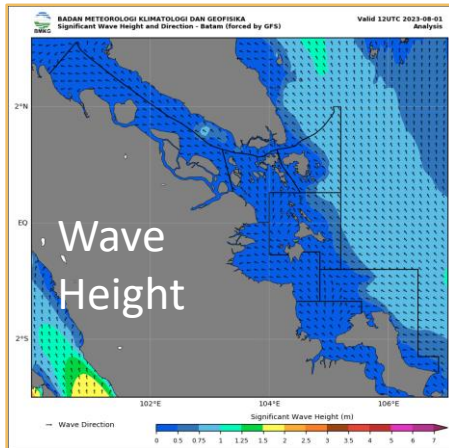 BADAN METEOROLOGI KLIMATOLOGI DAN GEOFISIKA
Significant Wave Height and Direction - Batam (forced by GFS)
Valid 12UTC 2023-08-01
Analysis
BMKG
2°N
EQ
2°S
Wave
Height
102°E
104°E
106°E
Significant Wave Height (m)
→ Wave Direction
0 0.5 0.75 1 1.25 1.5 2 2.5 3 3.5 4 5 6 7